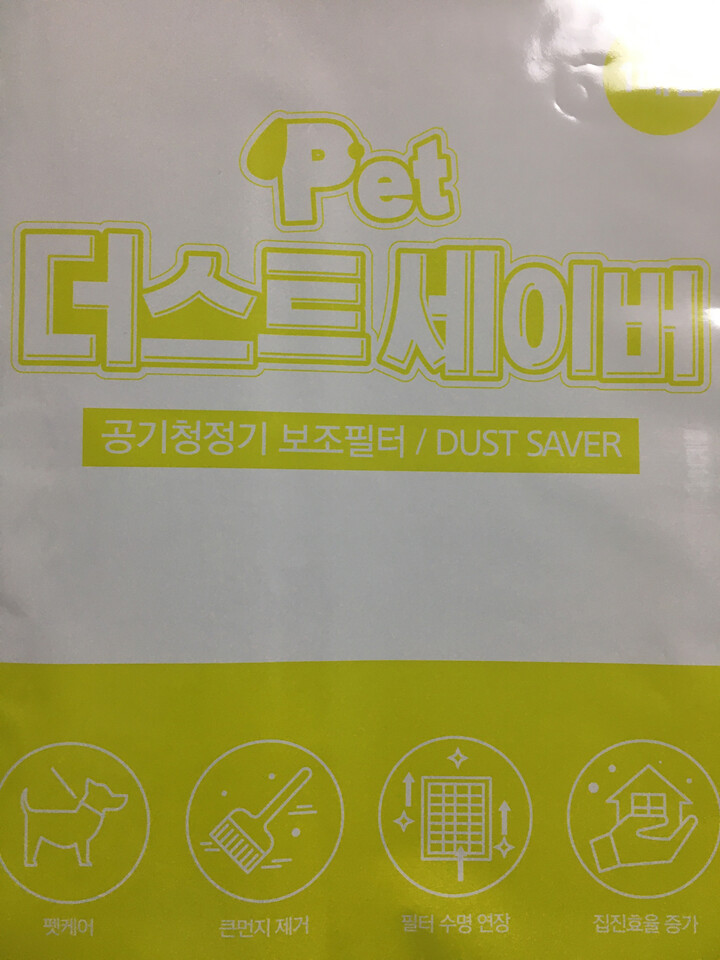 Pet
더스트세이버
공기청정기 보조필터 / DUST SAVER
펫케어
큰먼지 제거
필터 수명 연장
집진효율 증가